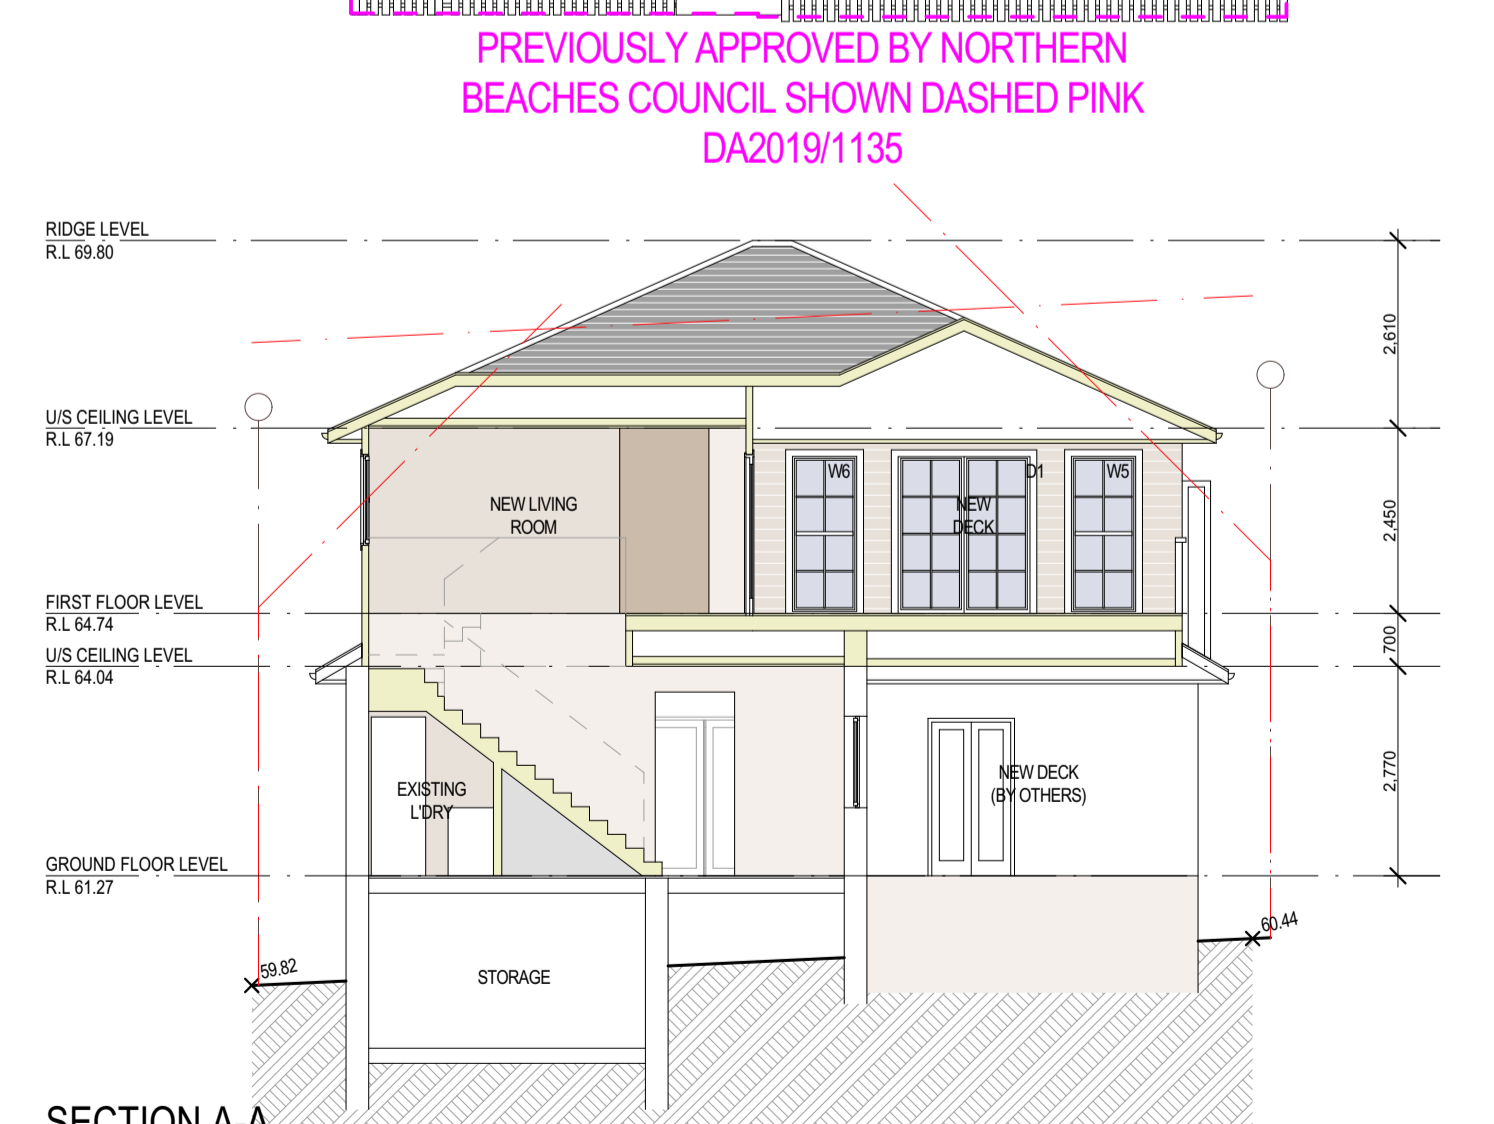 PREVIOUSLY APPROVED BY NORTHERN
BEACHES COUNCIL SHOWN DASHED PINK
DA2019/1135
RIDGE LEVEL
R.L 69.80
2,610
U/S CEILING LEVEL
R.L 67.19
W6
D1
W5
NEW LIVING
ROOM
NEW
DECK
2,450
FIRST FLOOR LEVEL
R.L 64.74
U/S CEILING LEVEL
R.L 64.04
700
EXISTING
L'DRY
NEW DECK
(BY OTHERS)
2,770
GROUND FLOOR LEVEL
R.L 61.27
60.44
59.82
STORAGE
SECTION A-A